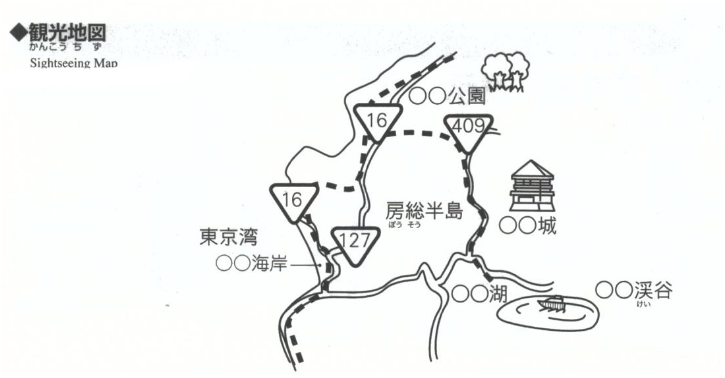 ◆観光地図
かんこうちず
Sightseeing Map
○○公園
16
409
16
房総半島
ぼうそう
○○城
東京湾
127
○○海岸
○○湖
○○渓谷
けい